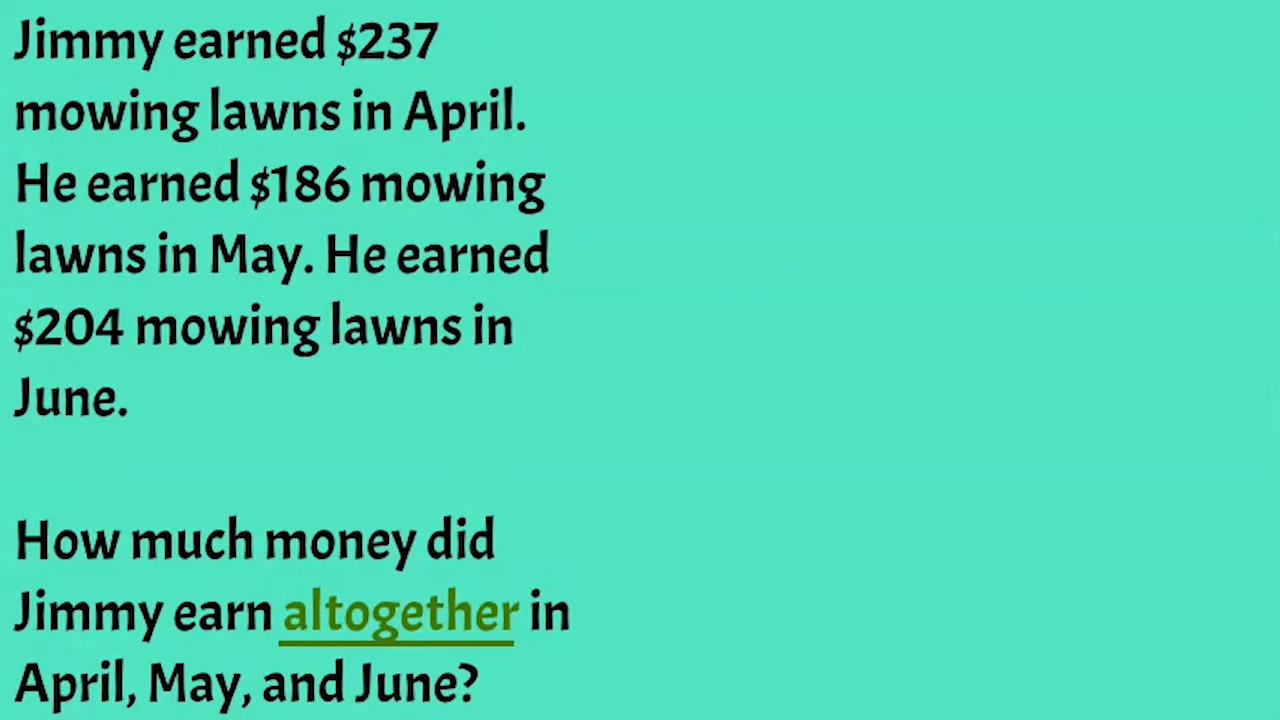 Jimmy earned $237
mowing lawns in April.
He earned $186 mowing
lawns in May. He earned
$204 mowing lawns in
June.
How much money did
Jimmy earn altogether in
April, May, and June?